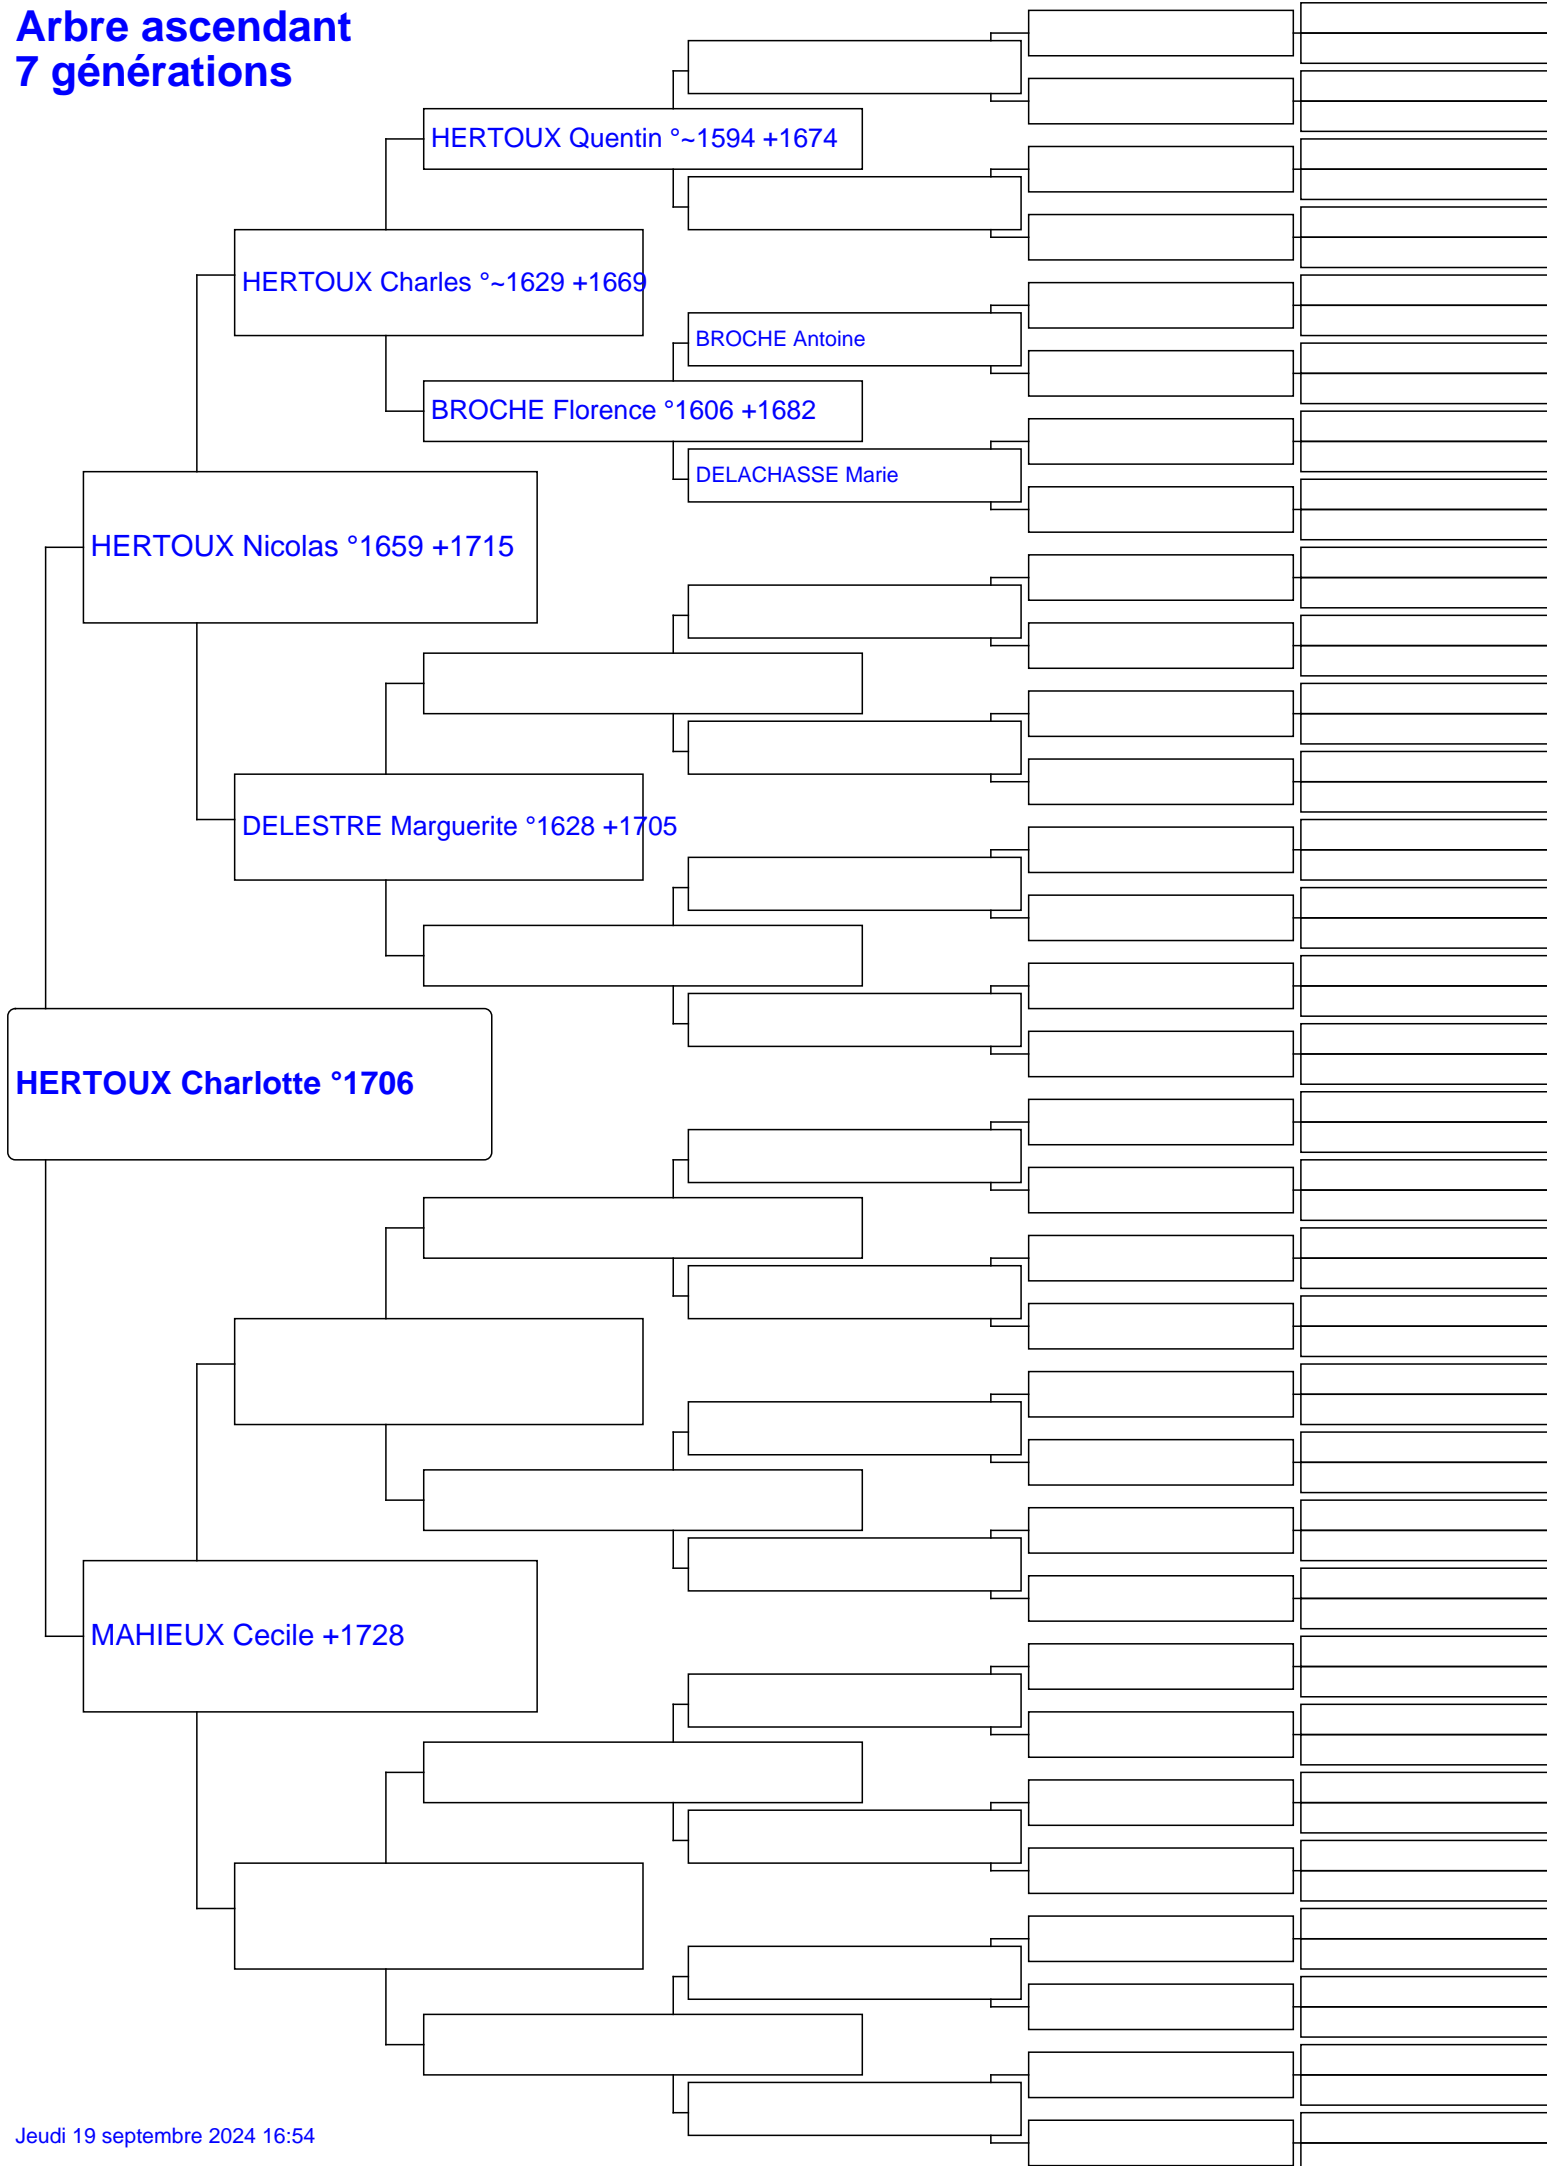 Arbre ascendant
7 générations
HERTOUX Quentin °~1594 +1674
HERTOUX Charles °~1629 +1669
BROCHE Antoine
BROCHE Florence °1606 +1682
DELACHASSE Marie
HERTOUX Nicolas °1659 +1715
DELESTRE Marguerite °1628 +1705
HERTOUX Charlotte °1706
MAHIEUX Cecile +1728
Jeudi 19 septembre 2024 16:54